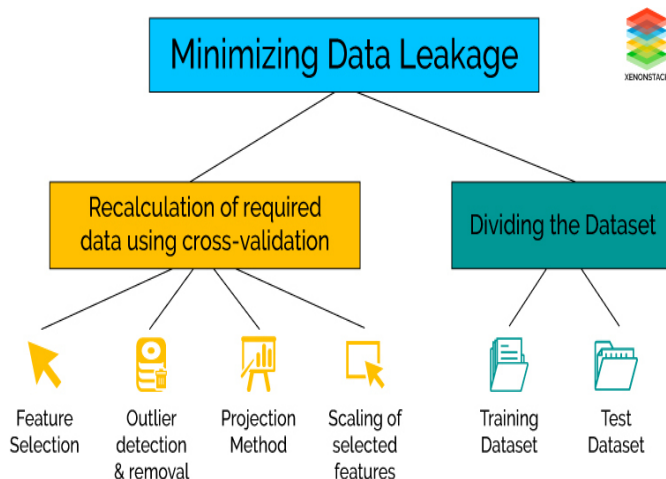 Minimizing Data Leakage
XENONSTACK
Recalculation of required
data using cross-validation
Dividing the Dataset
Feature
Selection
Outlier
detection
& removal
Projection
Method
Scaling of
selected
features
Training
Dataset
Test
Dataset